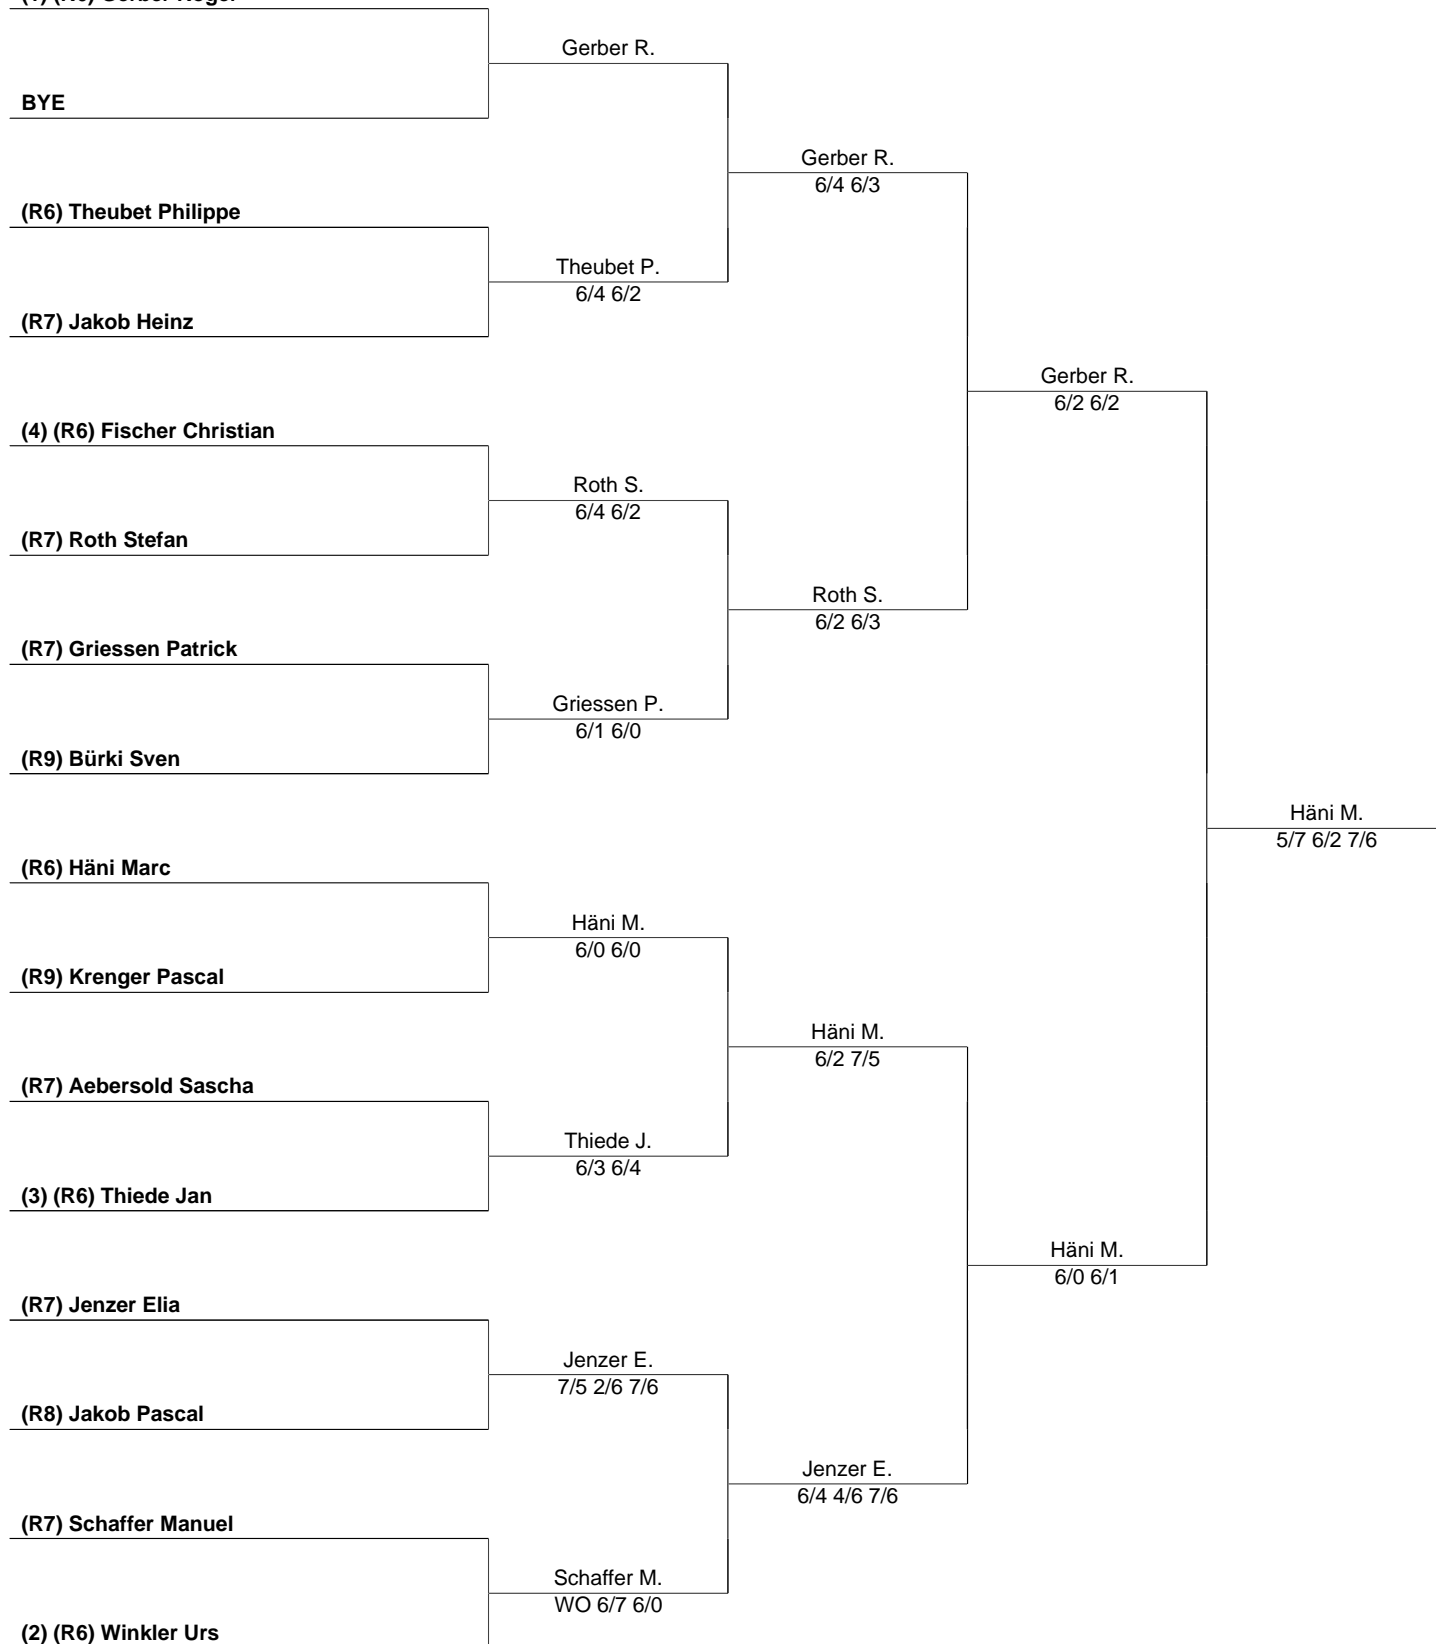 Gerber Roger
Gerber R.
BYE
Gerber R.
6/4 6/3
(R6) Theubet Philippe
Theubet P.
6/4 6/2
(R7) Jakob Heinz
Gerber R.
6/2 6/2
(4) (R6) Fischer Christian
Roth S.
6/4 6/2
(R7) Roth Stefan
Roth S.
6/2 6/3
(R7) Griessen Patrick
Griessen P.
6/1 6/0
(R9) Bürki Sven
Häni M.
5/7 6/2 7/6
(R6) Häni Marc
Häni M.
6/0 6/0
(R9) Krenger Pascal
Häni M.
6/2 7/5
(R7) Aebersold Sascha
Thiede J.
6/3 6/4
(3) (R6) Thiede Jan
Häni M.
6/0 6/1
(R7) Jenzer Elia
Jenzer E.
7/5 2/6 7/6
(R8) Jakob Pascal
Jenzer E.
6/4 4/6 7/6
(R7) Schaffer Manuel
Schaffer M.
WO 6/7 6/0
(2) (R6) Winkler Urs